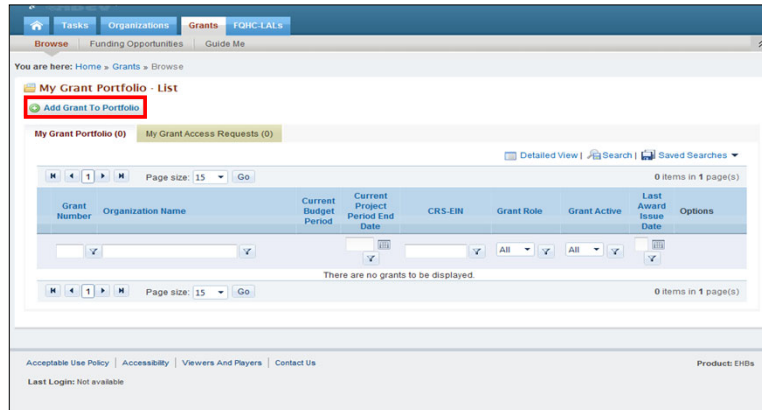 Tasks Organizations Grants FQHC-LALs
Browse Funding Opportunities Guide Me
You are here: Home » Grants » Browse
My Grant Portfolio - List
Add Grant To Portfolio
My Grant Portfolio (0) My Grant Access Requests (0)
Detailed View | Search | Saved Searches
1 Page size: 15 Go 0 items in 1 page(s)
Grant Number Organization Name Current Budget Period Current Project Period End Date CRS-EIN Grant Role Grant Active Last Award Issue Date Options
All All
There are no grants to be displayed.
1 Page size: 15 Go 0 items in 1 page(s)
Acceptable Use Policy | Accessibility | Viewers And Players | Contact Us Product: EHBs
Last Login: Not available